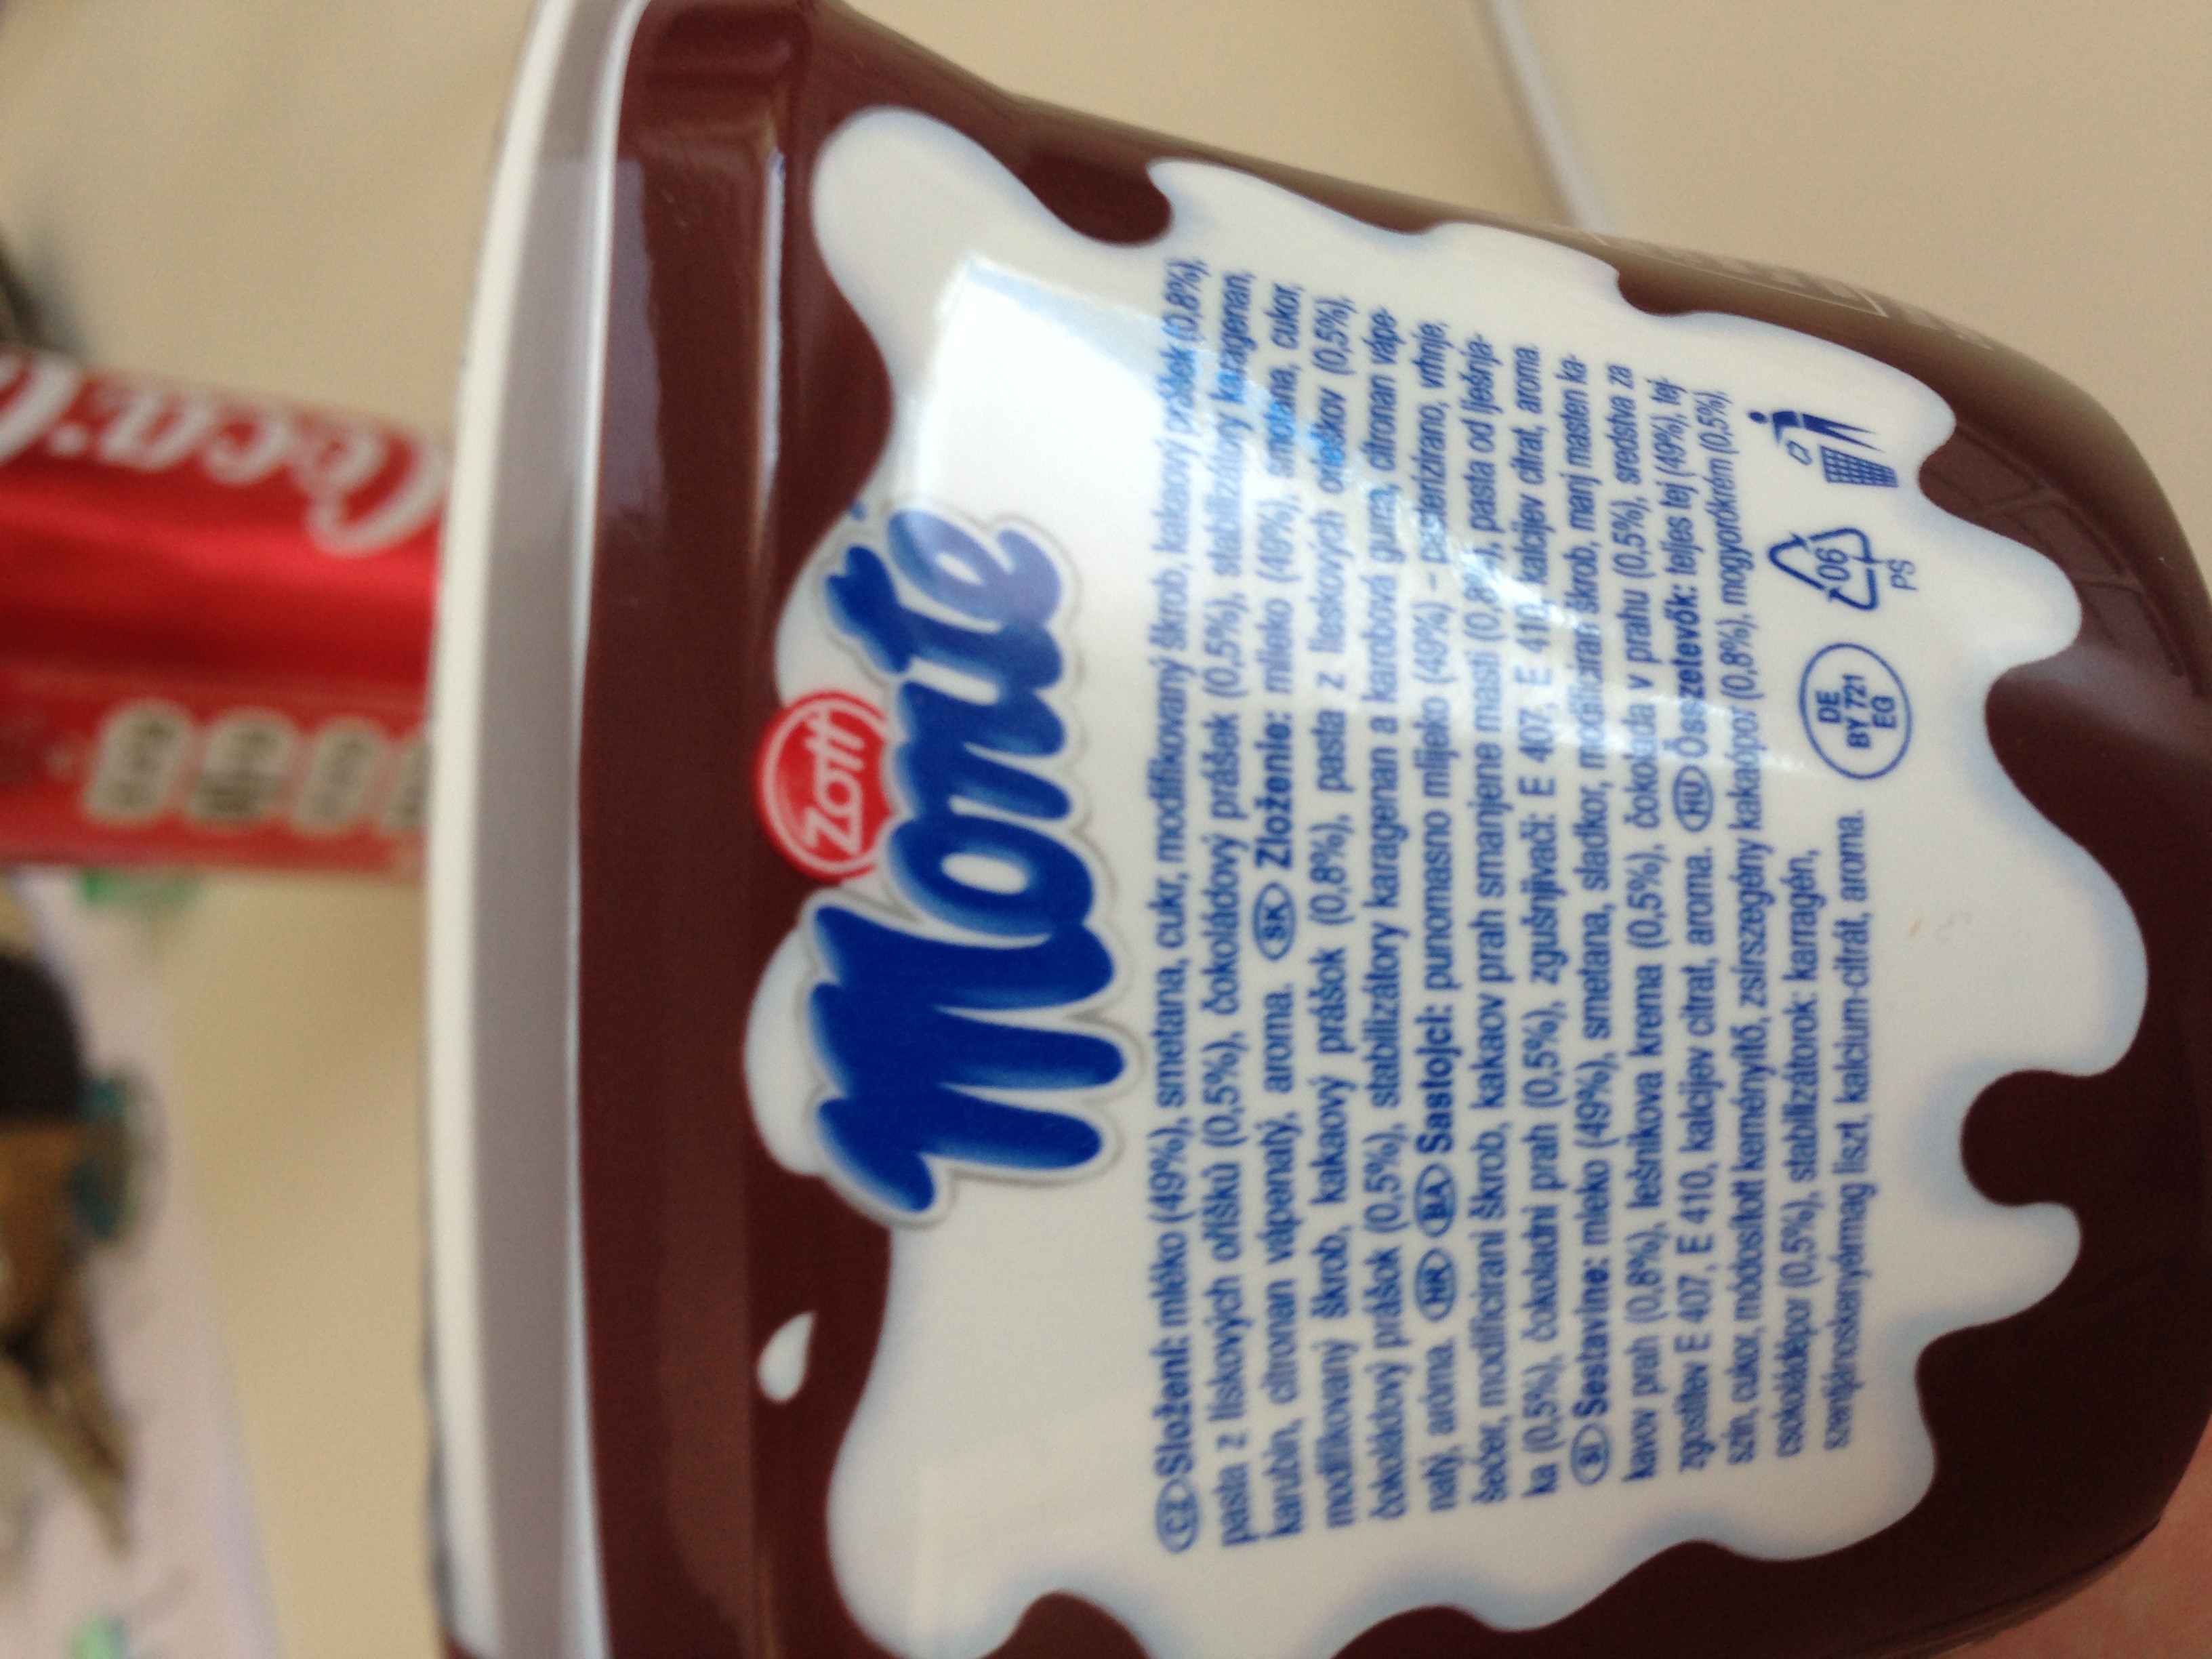 Coca-C
Zott
Monte
CZ Složení: mléko (49%), smetana, cukr, modifikovaný škrob, kakaový prášek (0,8%),
pasta z lískových oříšků (0,5%), čokoládový prášek (0,5%), stabilizátory karagenan,
karubin, citronan vápenatý, aroma. SK Zloženie: mlieko (49%), smotana, cukor,
modifikovaný škrob, kakaový prášok (0,8%), pasta z lieskových orieškov (0,5%),
čokoládový prášok (0,5%), stabilizátory karagenan a karobová guma, citronan vápe-
natý, aróma. HR BA Sastojci: punomasno mlijeko (49%) – pasterizirano, vrhnje,
šećer, modificirani škrob, kakaov prah smanjene masti (0,8%), pasta od lješnja-
ka (0,5%), čokoladni prah (0,5%), zgušnjivači: E 407, E 410, kalcijev citrat, aroma.
SI Sestavine: mleko (49%), smetana, sladkor, modificiran škrob, manj masten ka-
kavov prah (0,8%), lešnikova krema (0,5%), čokolada v prahu (0,5%), sredstva za
zgostitev E 407, E 410, kalcijev citrat, aroma. HU Összetevők: teljes tej (49%), tej-
szín, cukor, módosított keményítő, zsírszegény kakaópor (0,8%), mogyorókrém (0,5%),
csokoládépor (0,5%), stabilizátorok: karragén,
szentjánoskenyérmag liszt, kalcium-citrát, aroma.
DE
BY 721
EG
06
PS